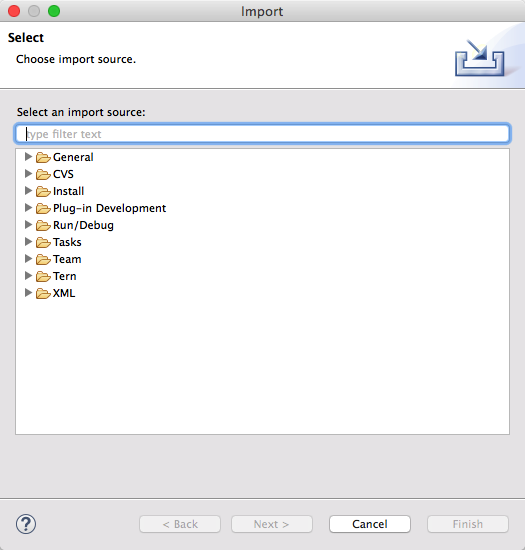 Import
Select
Choose import source.
Select an import source:
type filter text
General
CVS
Install
Plug-in Development
Run/Debug
Tasks
Team
Tern
XML
?
< Back
Next >
Cancel
Finish